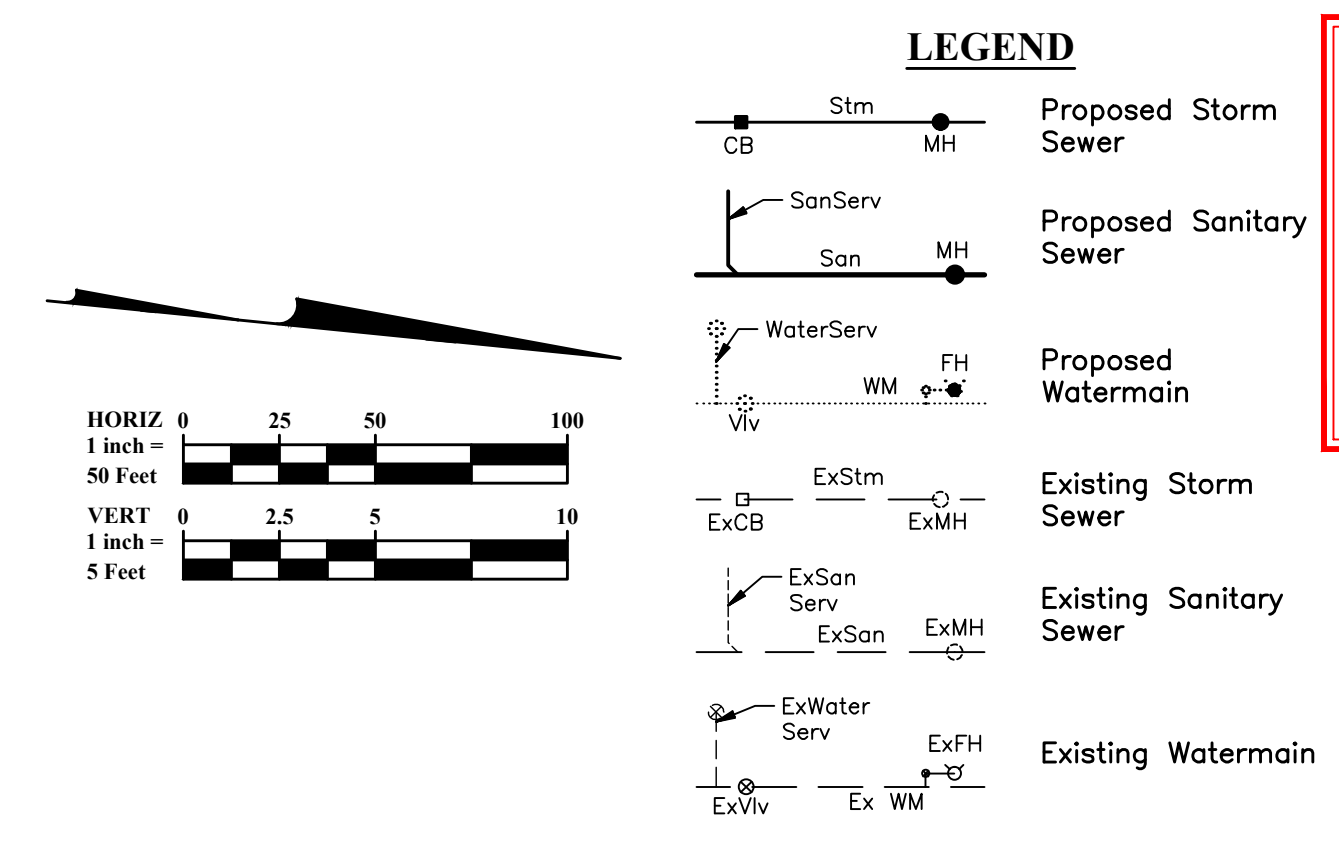 LEGEND
Stm
CB
MH
Proposed Storm
Sewer
SanServ
San
MH
Proposed Sanitary
Sewer
WaterServ
WM
FH
Vlv
Proposed
Watermain
ExStm
ExCB
ExMH
Existing Storm
Sewer
ExSan
Serv
ExSan
ExMH
Existing Sanitary
Sewer
ExWater
Serv
ExFH
ExVlv
Ex WM
Existing Watermain
HORIZ 0 25 50 100
1 inch =
50 Feet
VERT 0 2.5 5 10
1 inch =
5 Feet